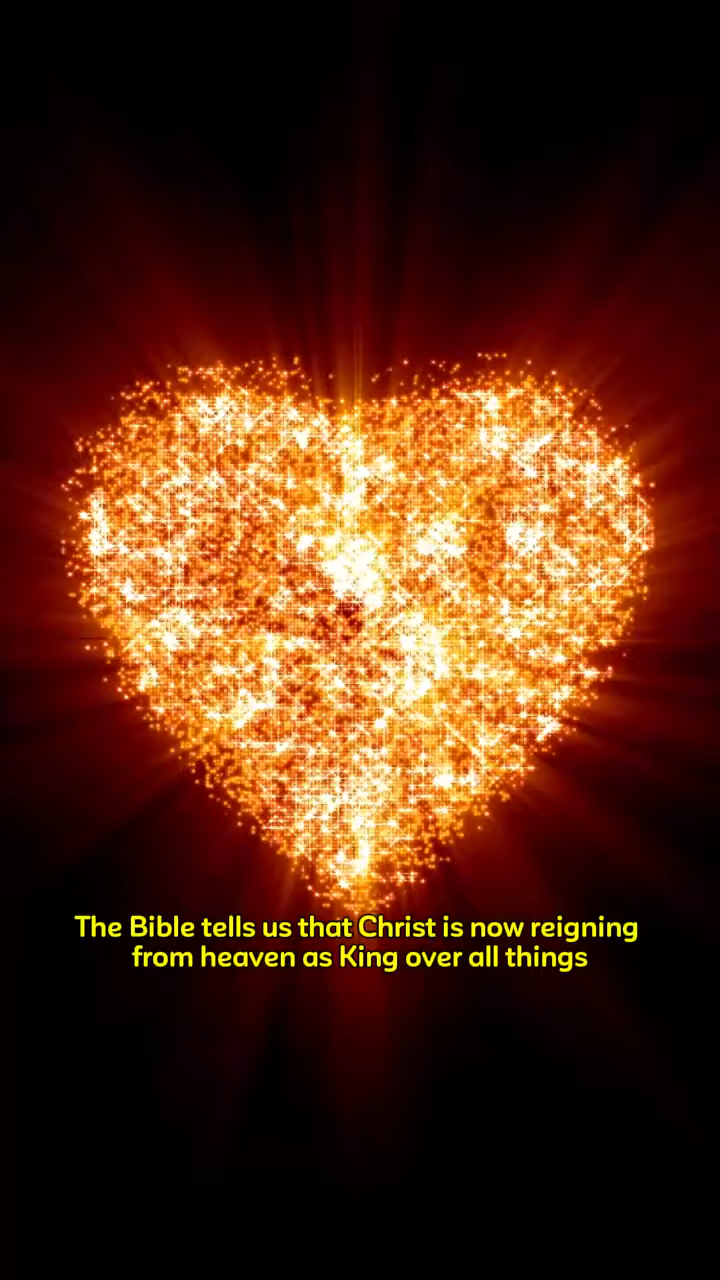 The Bible tells us that Christ is now reigning
from heaven as King over all things